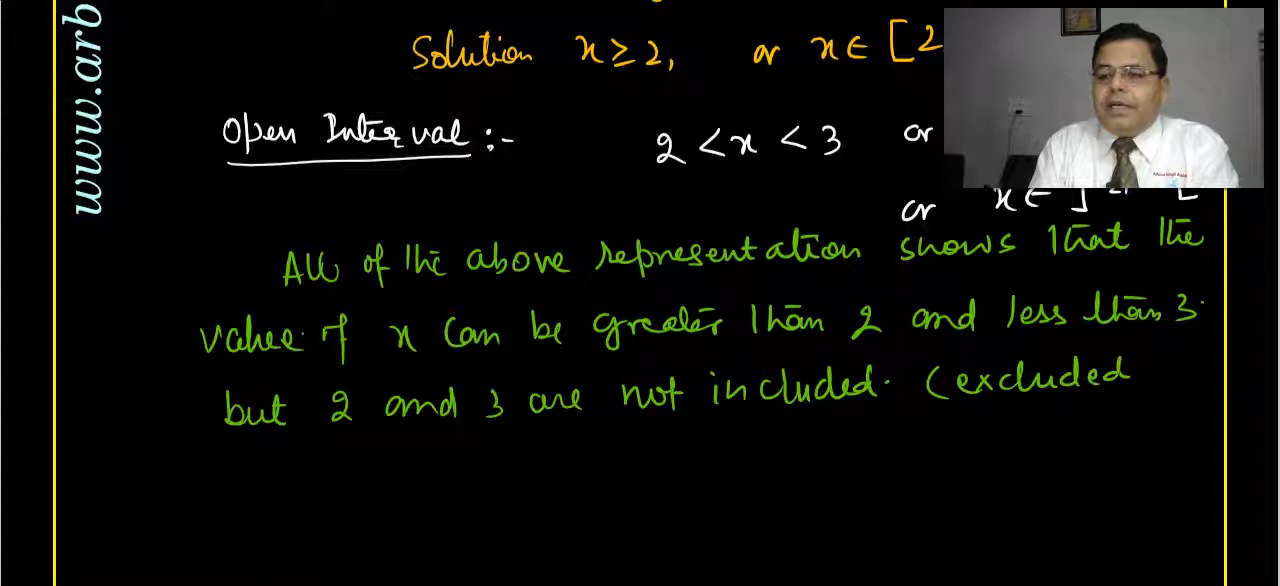 www.arb
Solution x ≥ 2, or x ∈ [2
Open Interval :- 2 < x < 3 or
or x ∈ ] [
All of the above representation shows that the
value of x can be greater than 2 and less than 3.
but 2 and 3 are not included. (excluded